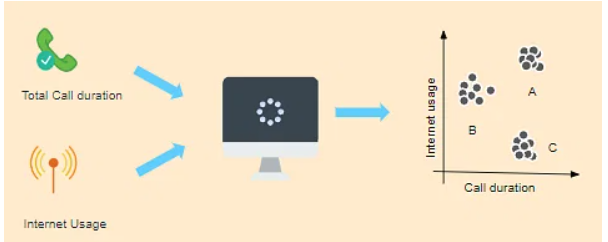 Total Call duration
Internet Usage
Internet usage
A
B
C
Call duration